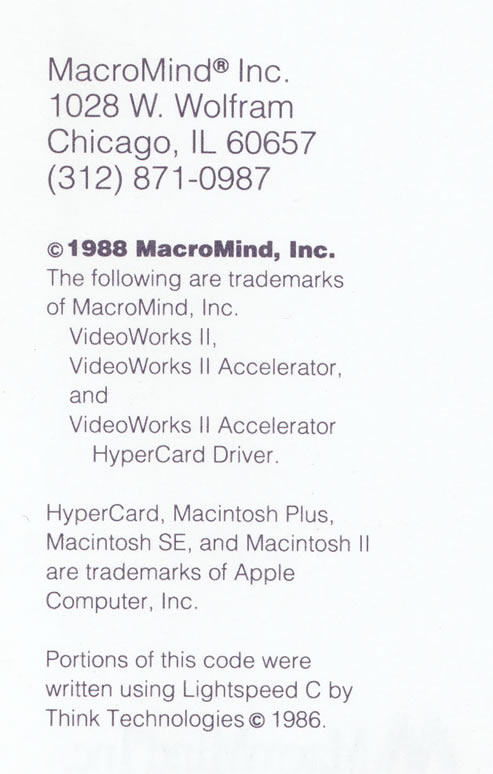 MacroMind® Inc.
1028 W. Wolfram
Chicago, IL 60657
(312) 871-0987
©1988 MacroMind, Inc.
The following are trademarks
of MacroMind, Inc.
VideoWorks II,
VideoWorks II Accelerator,
and
VideoWorks II Accelerator
HyperCard Driver.
HyperCard, Macintosh Plus,
Macintosh SE, and Macintosh II
are trademarks of Apple
Computer, Inc.
Portions of this code were
written using Lightspeed C by
Think Technologies © 1986.